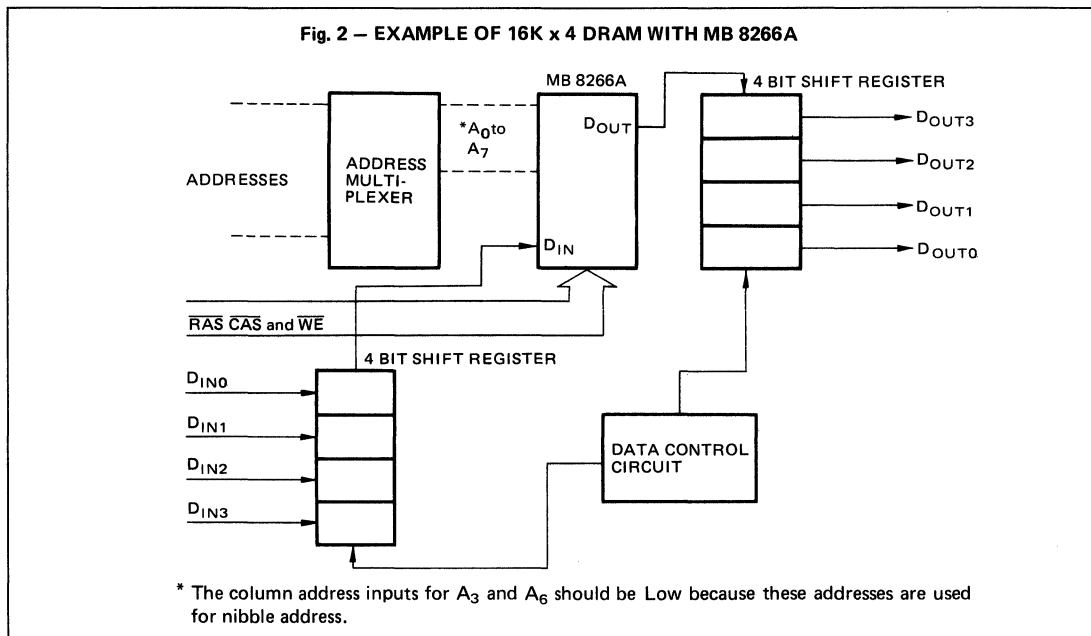 Fig. 2 – EXAMPLE OF 16K x 4 DRAM WITH MB 8266A
MB 8266A
4 BIT SHIFT REGISTER
ADDRESSES
ADDRESS
MULTI-
PLEXER
*A0 to
A7
DOUT
DIN
DOUT3
DOUT2
DOUT1
DOUT0
RAS CAS and WE
4 BIT SHIFT REGISTER
DIN0
DIN1
DIN2
DIN3
DATA CONTROL
CIRCUIT
* The column address inputs for A3 and A6 should be Low because these addresses are used
for nibble address.